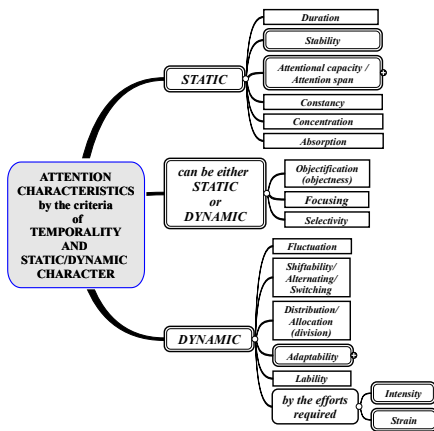 ATTENTION
CHARACTERISTICS
by the criteria
of
TEMPORALITY
AND
STATIC/DYNAMIC
CHARACTER
STATIC
Duration
Stability
Attentional capacity /
Attention span
Constancy
Concentration
Absorption
can be either
STATIC
or
DYNAMIC
Objectification
(objectness)
Focusing
Selectivity
DYNAMIC
Fluctuation
Shiftability/
Alternating/
Switching
Distribution/
Allocation
(division)
Adaptability
Lability
by the efforts
required
Intensity
Strain